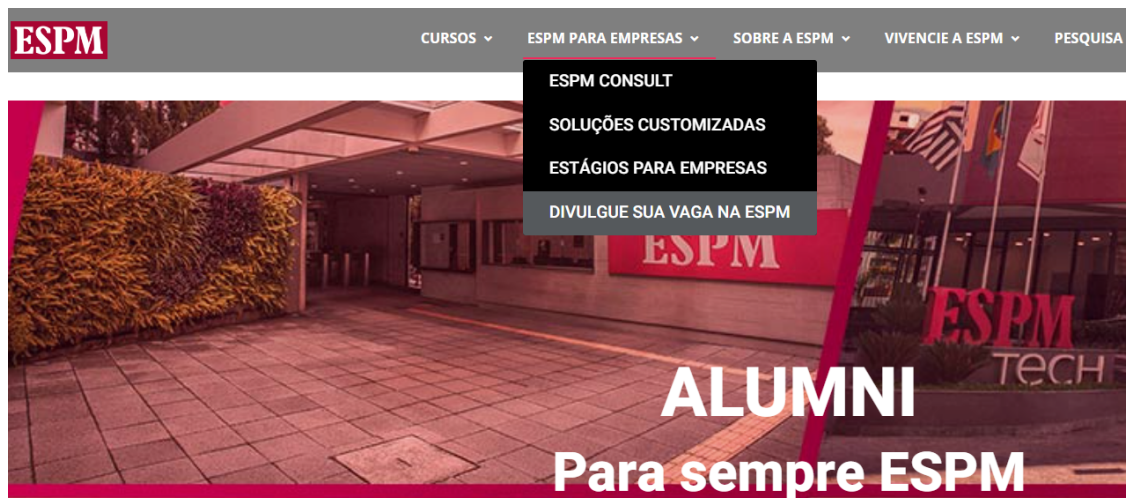 ESPM
CURSOS
ESPM PARA EMPRESAS
SOBRE A ESPM
VIVENCIE A ESPM
PESQUISA
ESPM CONSULT
SOLUÇÕES CUSTOMIZADAS
ESTÁGIOS PARA EMPRESAS
DIVULGUE SUA VAGA NA ESPM
ESPM
ESPM
TECH
ALUMNI
Para sempre ESPM